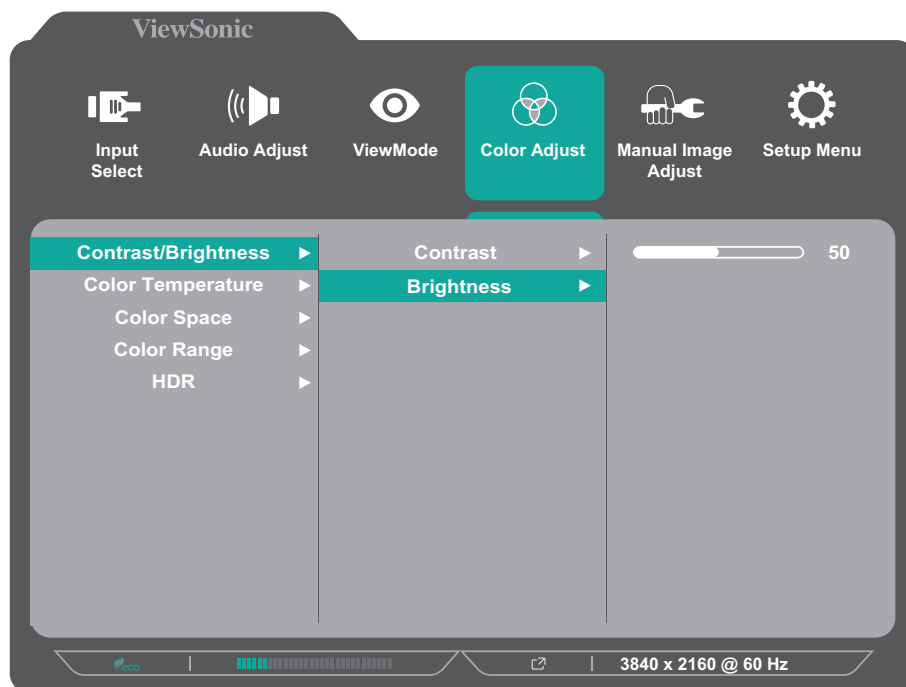 ViewSonic
Input
Select
Audio Adjust
ViewMode
Color Adjust
Manual Image
Adjust
Setup Menu
Contrast/Brightness
Color Temperature
Color Space
Color Range
HDR
Contrast
Brightness
50
eco
3840 x 2160 @ 60 Hz